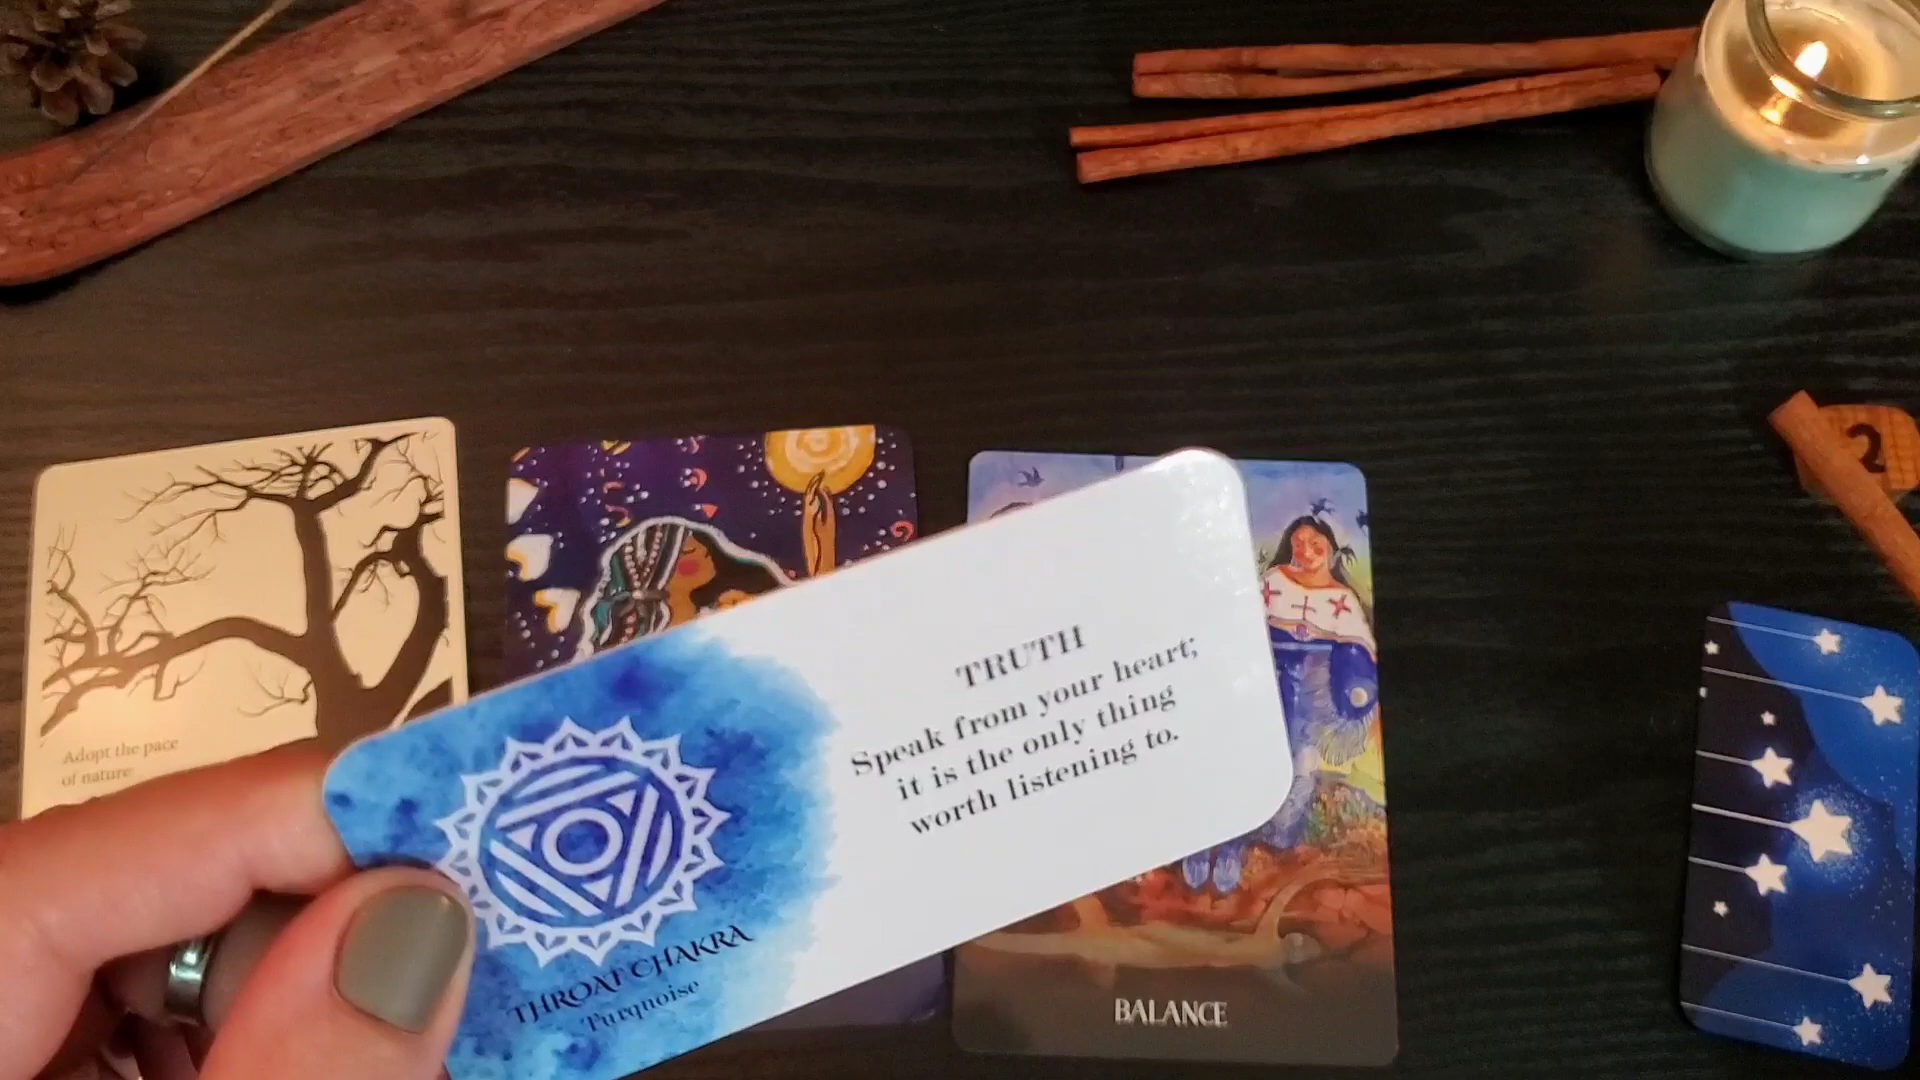 2
Adopt the pace
of nature
TRUTH
Speak from your heart;
it is the only thing
worth listening to.
THROAT CHAKRA
Turquoise
BALANCE